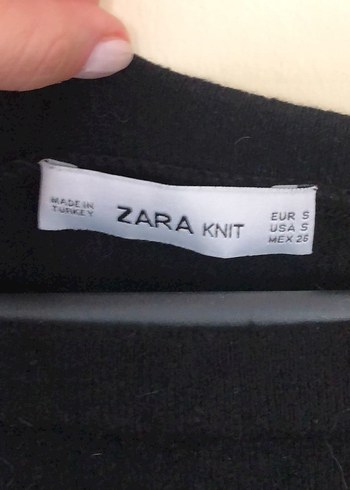 MADE IN
TURKEY
ZARA KNIT
EUR S
USA S
MEX 26